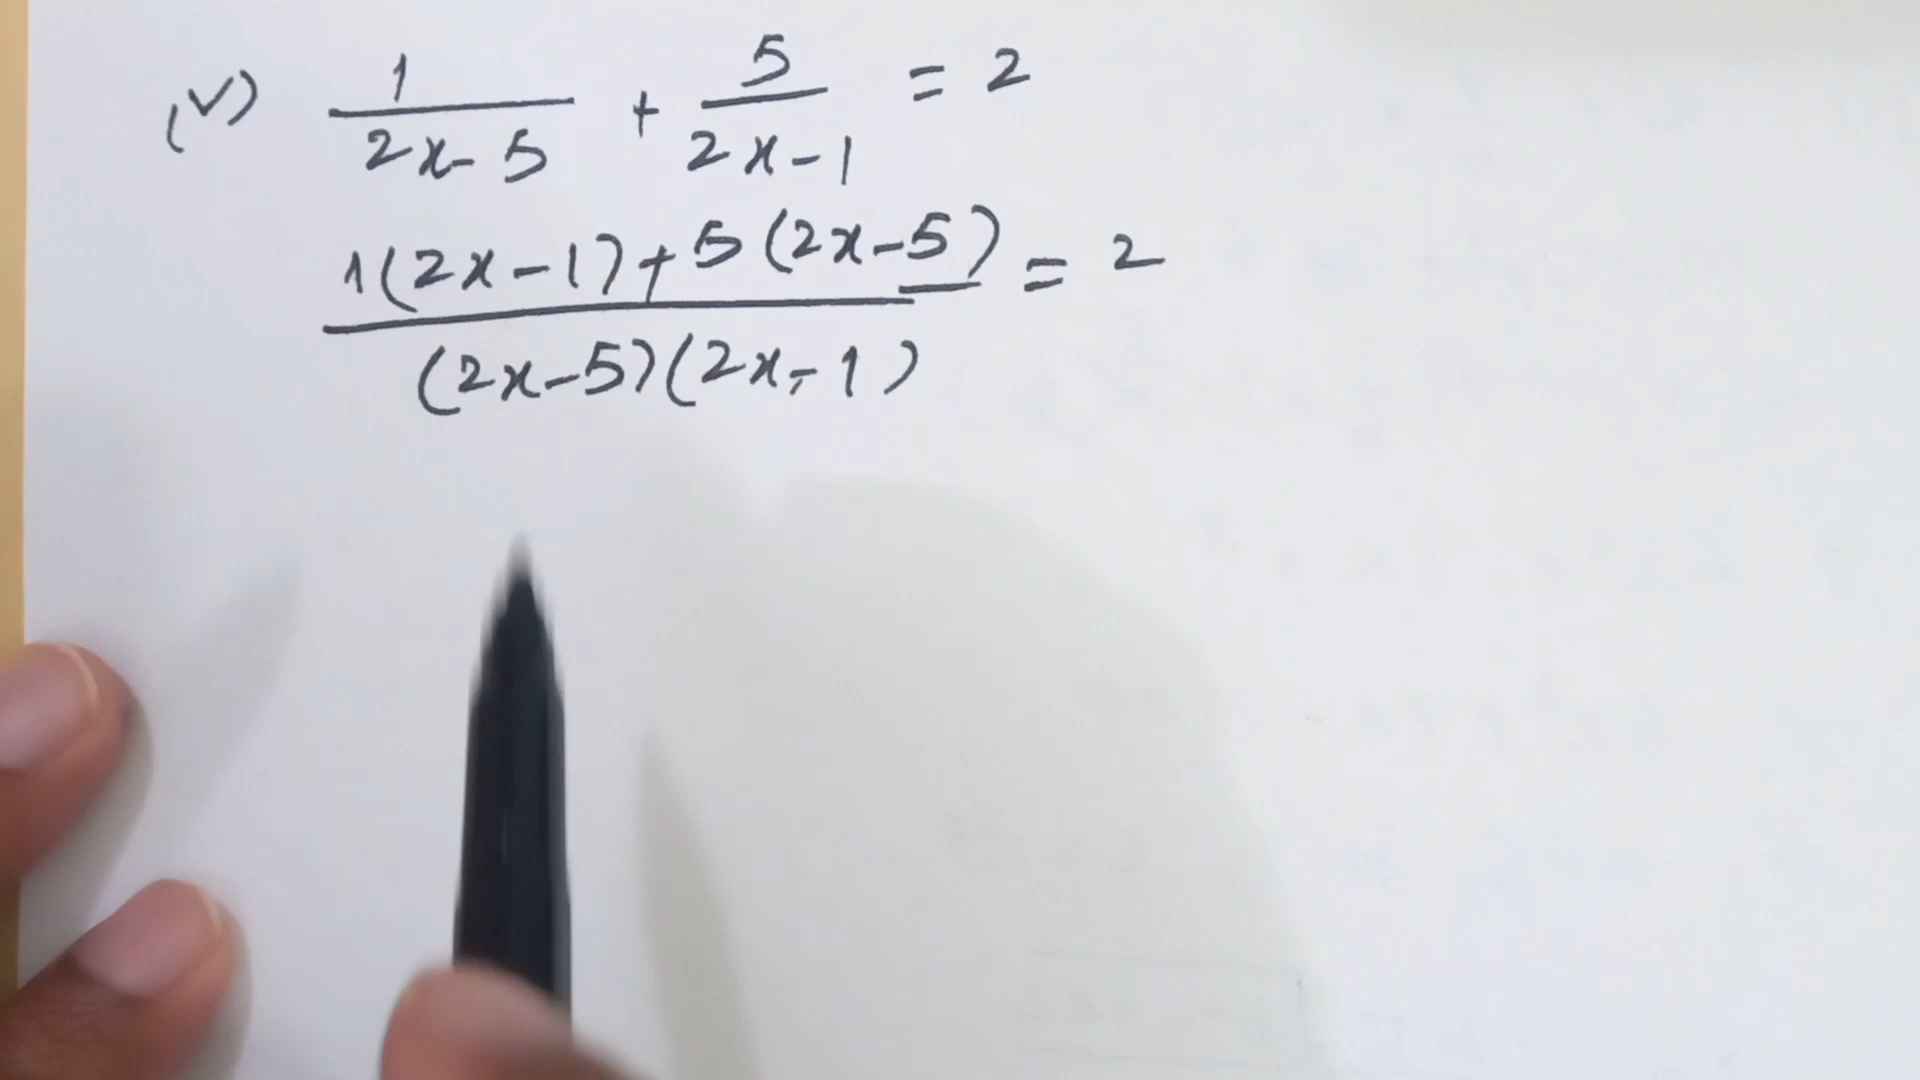 (v) 1/(2x-5) + 5/(2x-1) = 2
(1(2x-1)+5(2x-5))/((2x-5)(2x-1)) = 2